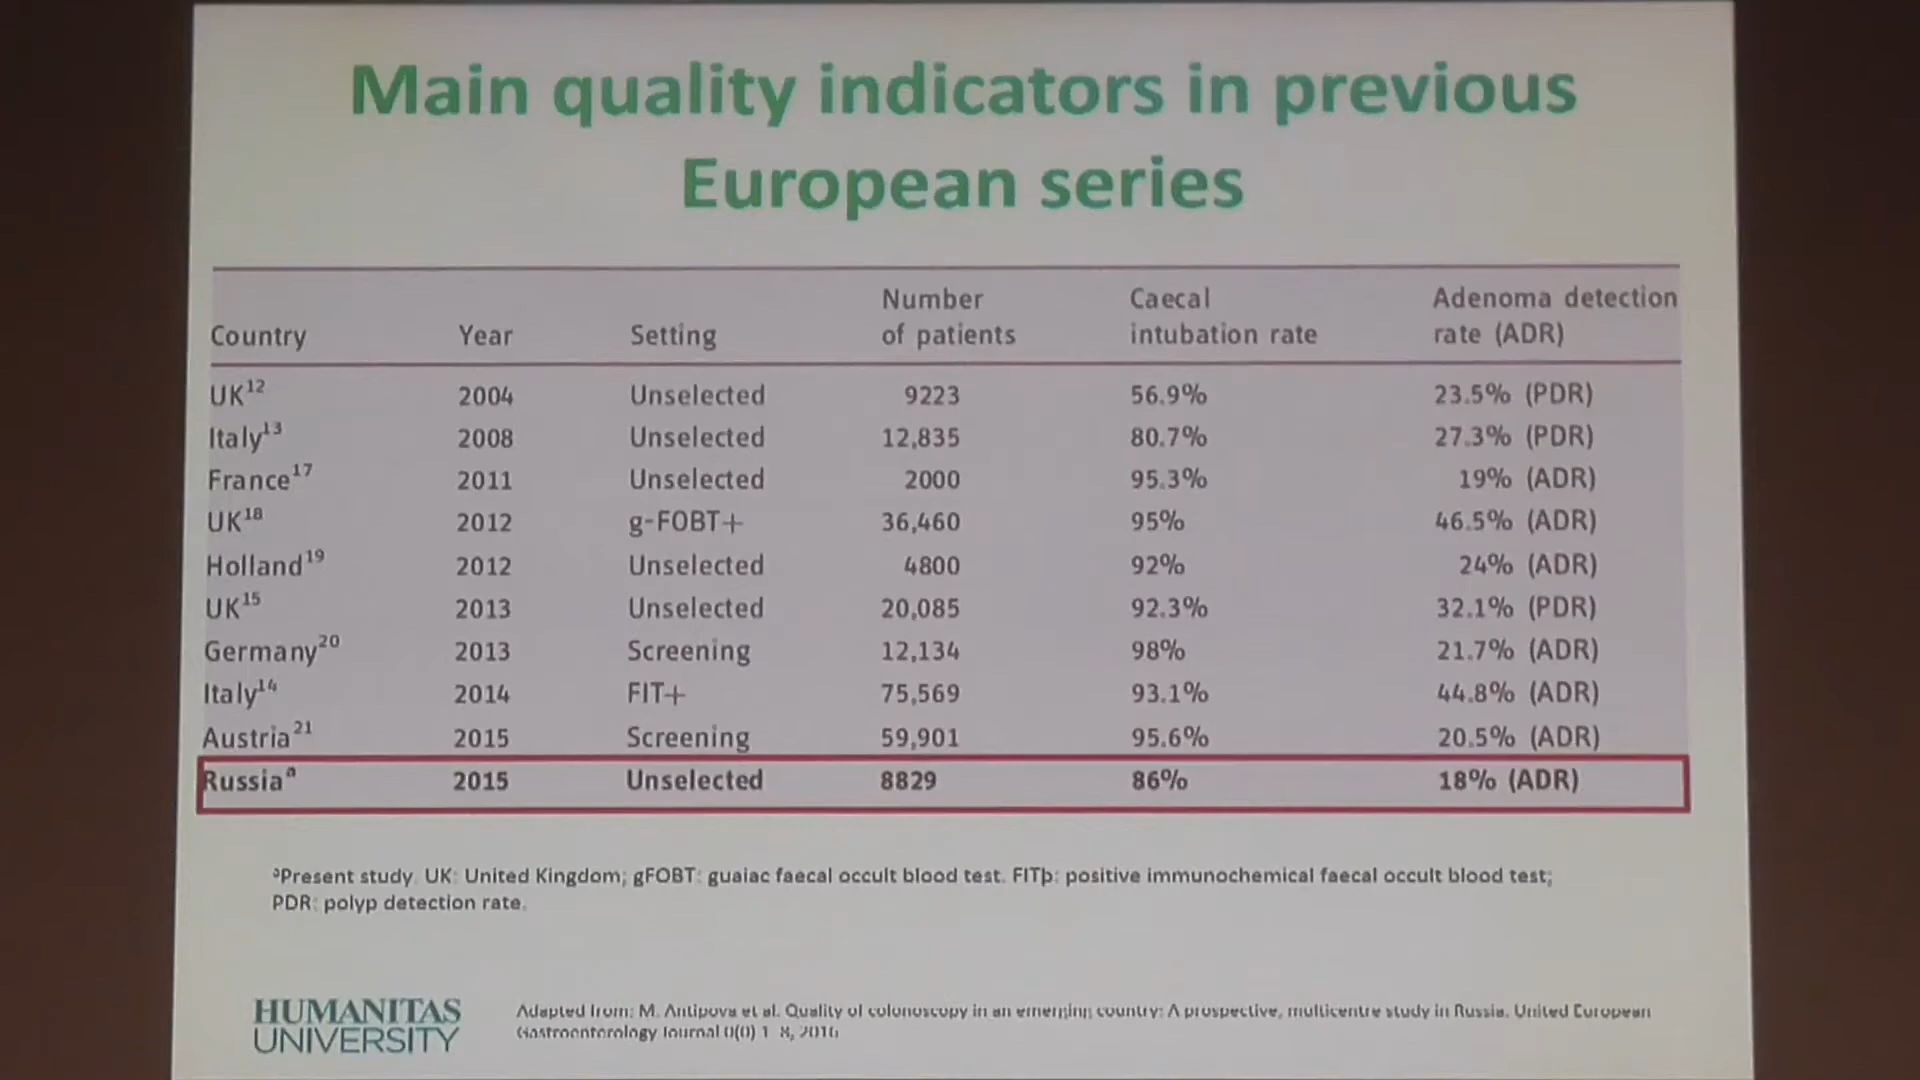 Main quality indicators in previous
European series
Country Year Setting Number of patients Caecal intubation rate Adenoma detection rate (ADR)
UK¹² 2004 Unselected 9223 56.9% 23.5% (PDR)
Italy¹³ 2008 Unselected 12,835 80.7% 27.3% (PDR)
France¹⁷ 2011 Unselected 2000 95.3% 19% (ADR)
UK¹⁸ 2012 g-FOBT+ 36,460 95% 46.5% (ADR)
Holland¹⁹ 2012 Unselected 4800 92% 24% (ADR)
UK¹⁵ 2013 Unselected 20,085 92.3% 32.1% (PDR)
Germany²⁰ 2013 Screening 12,134 98% 21.7% (ADR)
Italy¹⁴ 2014 FIT+ 75,569 93.1% 44.8% (ADR)
Austria²¹ 2015 Screening 59,901 95.6% 20.5% (ADR)
Russiaᵃ 2015 Unselected 8829 86% 18% (ADR)
ᵃPresent study. UK: United Kingdom; gFOBT: guaiac faecal occult blood test. FITþ: positive immunochemical faecal occult blood test;
PDR: polyp detection rate.
HUMANITAS
UNIVERSITY
Adapted from: M. Antipova et al. Quality of colonoscopy in an emerging country: A prospective, multicentre study in Russia. United European
Gastroenterology Journal 0(0) 1–8, 2016